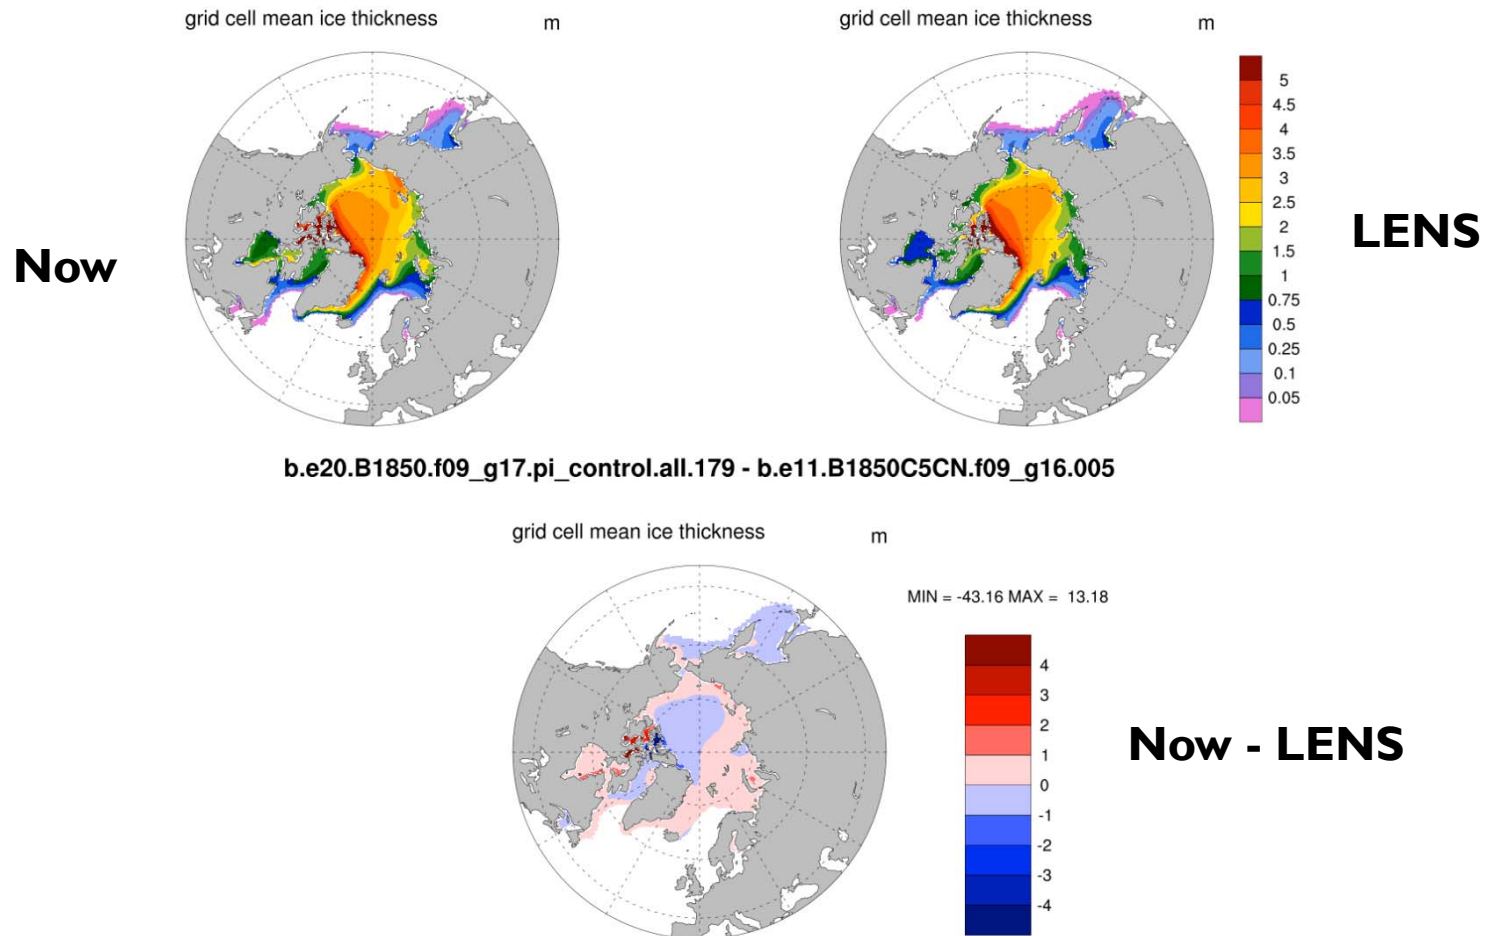 grid cell mean ice thickness m
grid cell mean ice thickness m
Now
LENS
5
4.5
4
3.5
3
2.5
2
1.5
1
0.75
0.5
0.25
0.1
0.05
b.e20.B1850.f09_g17.pi_control.all.179 - b.e11.B1850C5CN.f09_g16.005
grid cell mean ice thickness m
MIN = -43.16 MAX = 13.18
4
3
2
1
0
-1
-2
-3
-4
Now - LENS